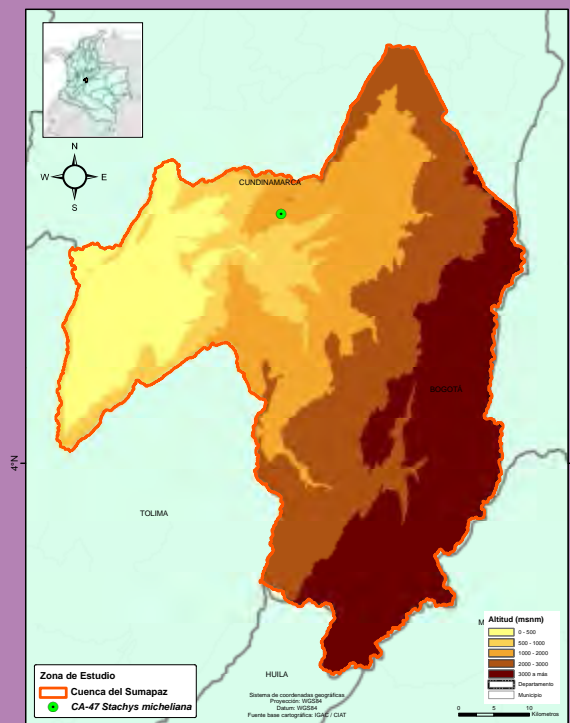 N
W E
S
CUNDINAMARCA
BOGOTÁ
4°N
TOLIMA
HUILA
M
Zona de Estudio
Cuenca del Sumapaz
CA-47 Stachys micheliana
Sistema de coordenadas geográficas
Proyección: WGS84
Datum: WGS84
Fuente base cartográfica: IGAC / CIAT
Altitud (msnm)
0 - 500
500 - 1000
1000 - 2000
2000 - 3000
3000 a más
Departamento
Municipio
0 5 10
Kilometros